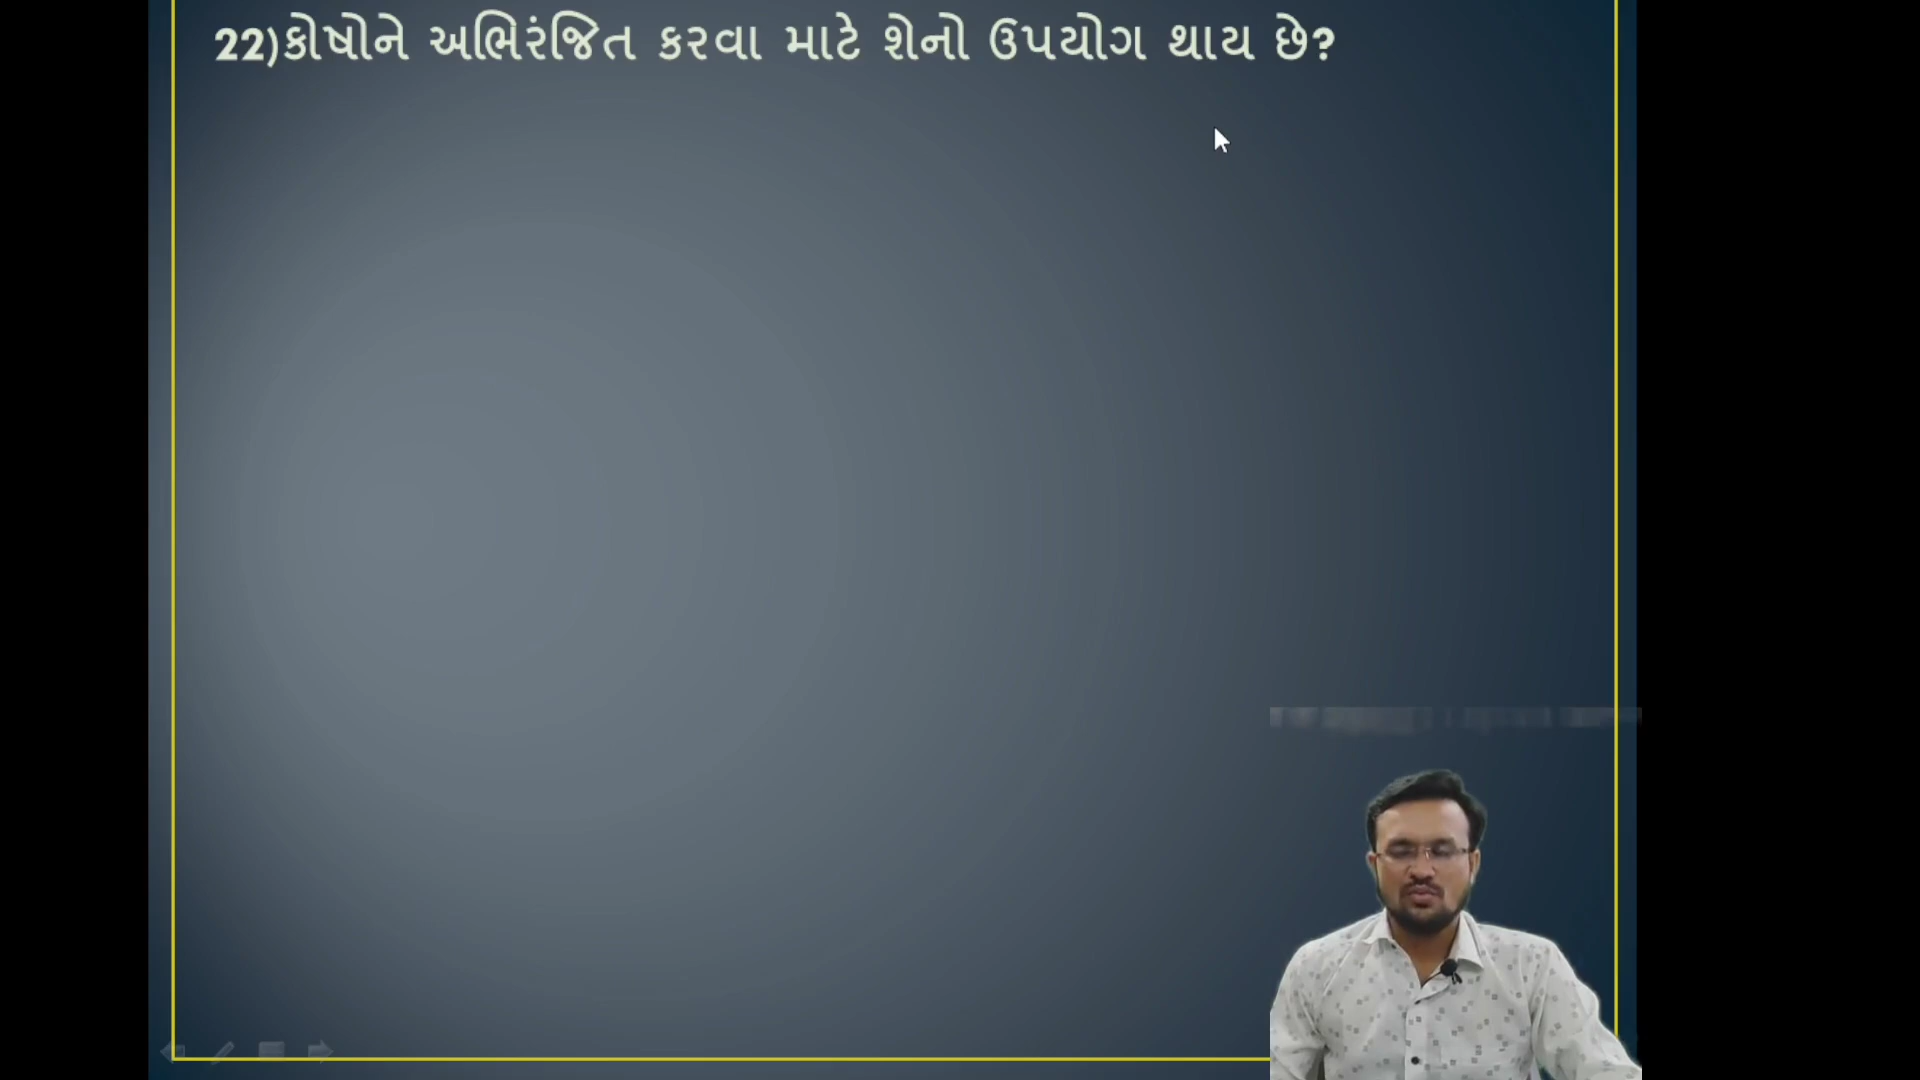 22)કોષોને અભિરંજિત કરવા માટે શેનો ઉપયોગ થાય છે?